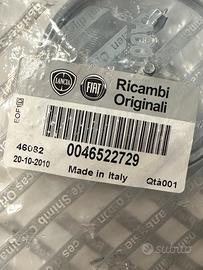 LANCIA
FIAT
Ricambi
Originali
46082
0046522729
20-10-2010
Made in Italy
Qtà001
subito